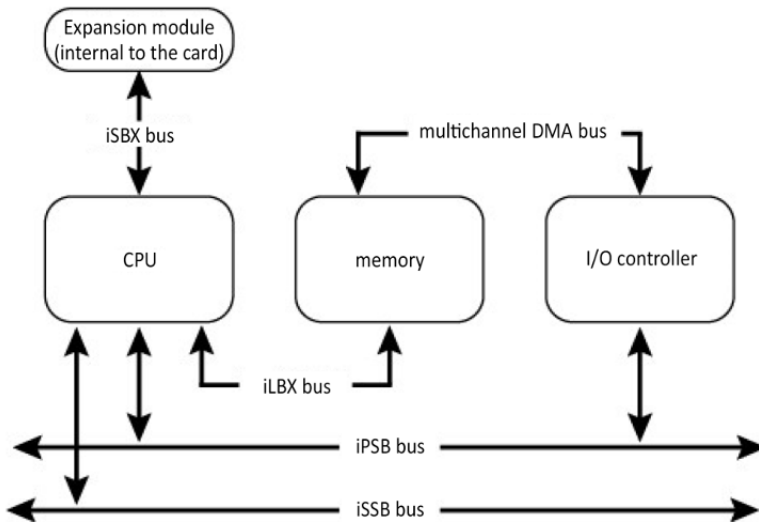 Expansion module
(internal to the card)
iSBX bus
multichannel DMA bus
CPU
memory
I/O controller
iLBX bus
iPSB bus
iSSB bus